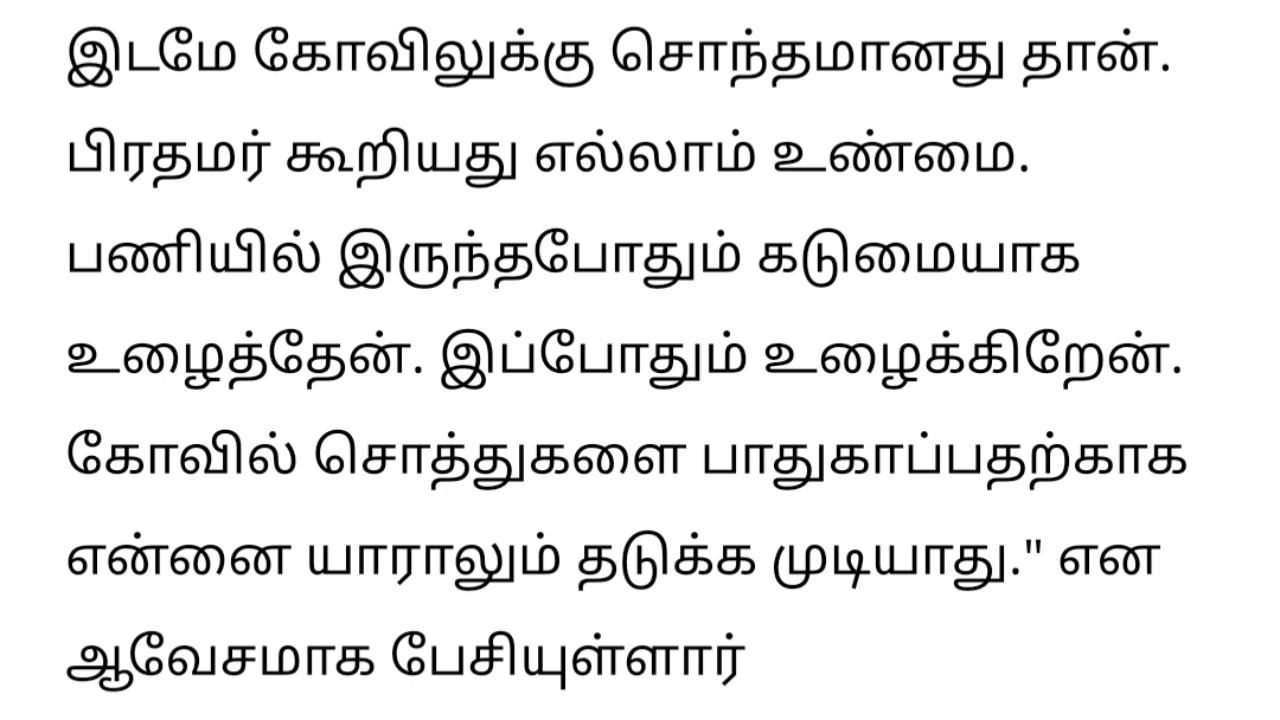 இடமே கோவிலுக்கு சொந்தமானது தான்.
பிரதமர் கூறியது எல்லாம் உண்மை.
பணியில் இருந்தபோதும் கடுமையாக
உழைத்தேன். இப்போதும் உழைக்கிறேன்.
கோவில் சொத்துகளை பாதுகாப்பதற்காக
என்னை யாராலும் தடுக்க முடியாது." என
ஆவேசமாக பேசியுள்ளார்